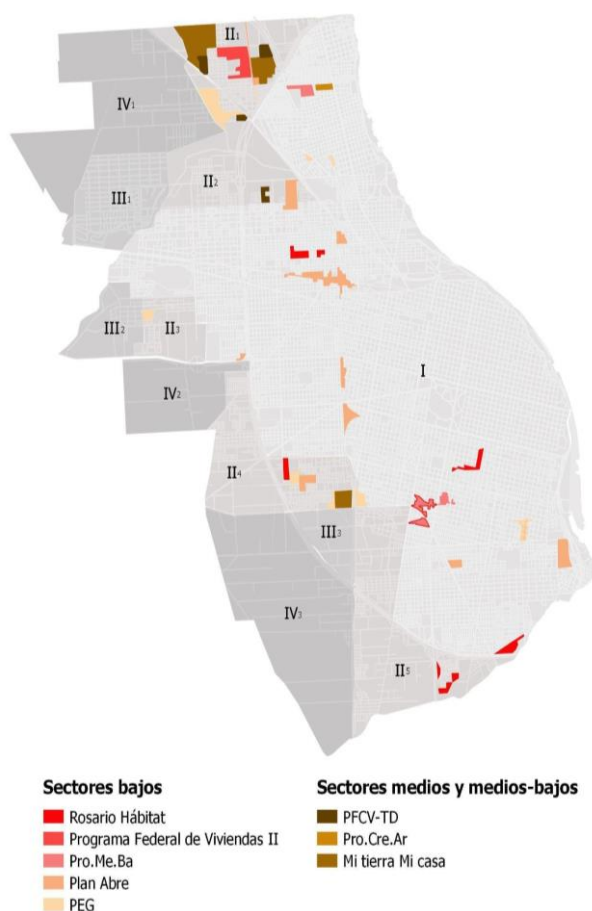 II1
IV1
II2
III1
III2
II3
I
IV2
II4
III3
IV3
II5
Sectores bajos
Rosario Hábitat
Programa Federal de Viviendas II
Pro.Me.Ba
Plan Abre
PEG
Sectores medios y medios-bajos
PFCV-TD
Pro.Cre.Ar
Mi tierra Mi casa